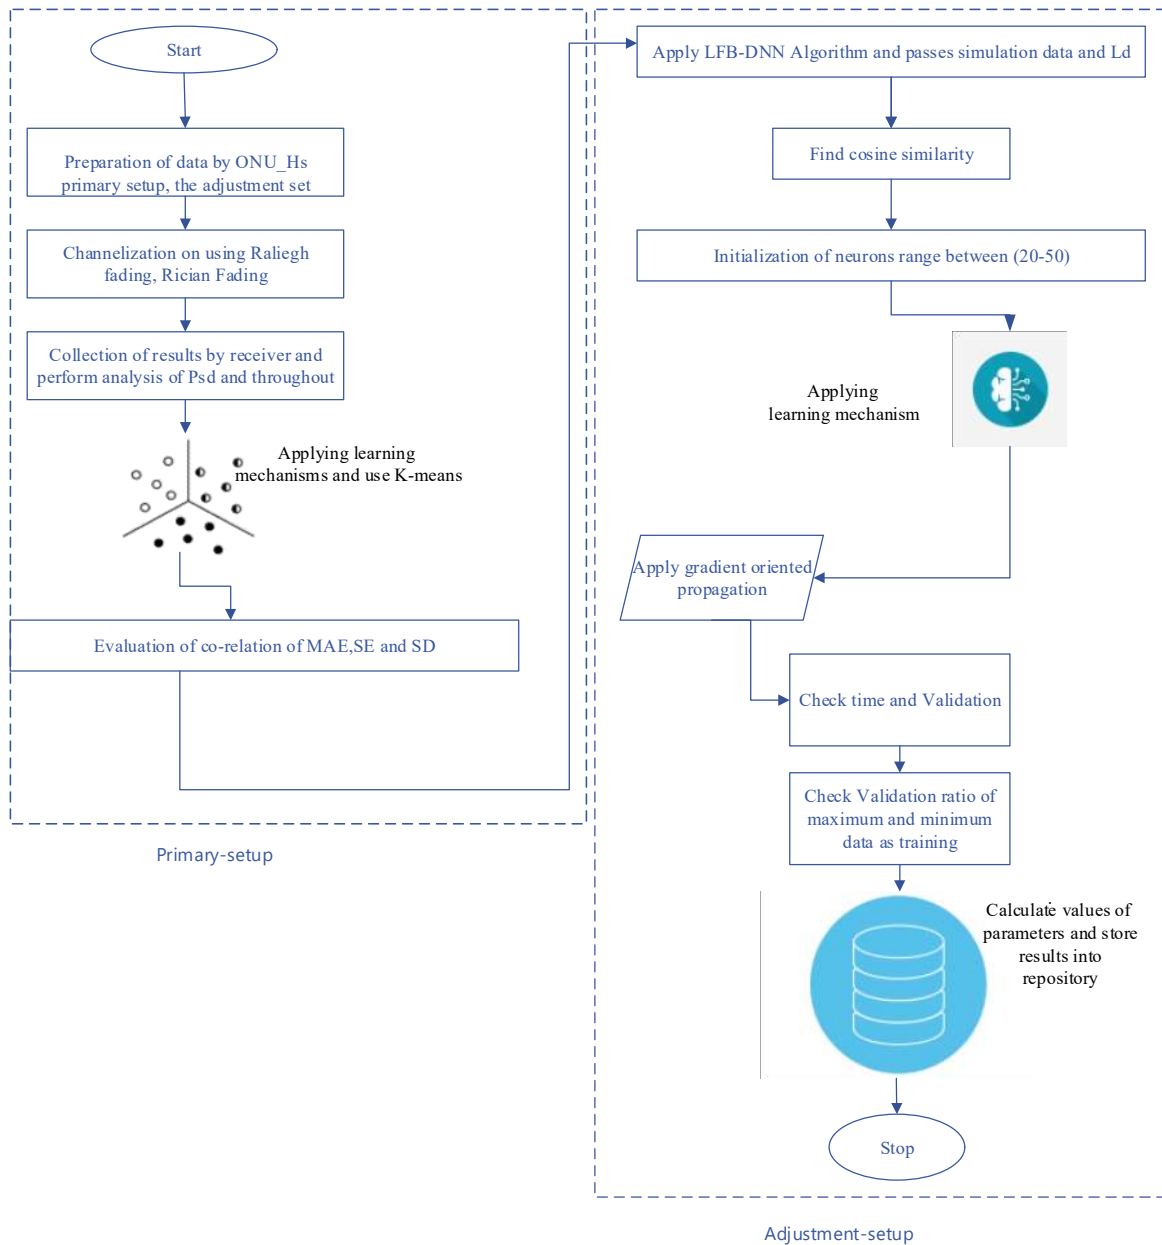 Start
Preparation of data by ONU_Hs
primary setup, the adjustment set
Channelization on using Raliegh
fading, Rician Fading
Collection of results by receiver and
perform analysis of Psd and throughout
Applying learning
mechanisms and use K-means
Evaluation of co-relation of MAE,SE and SD
Primary-setup
Apply LFB-DNN Algorithm and passes simulation data and Ld
Find cosine similarity
Initialization of neurons range between (20-50)
Applying
learning mechanism
Apply gradient oriented
propagation
Check time and Validation
Check Validation ratio of
maximum and minimum
data as training
Calculate values of
parameters and store
results into
repository
Stop
Adjustment-setup